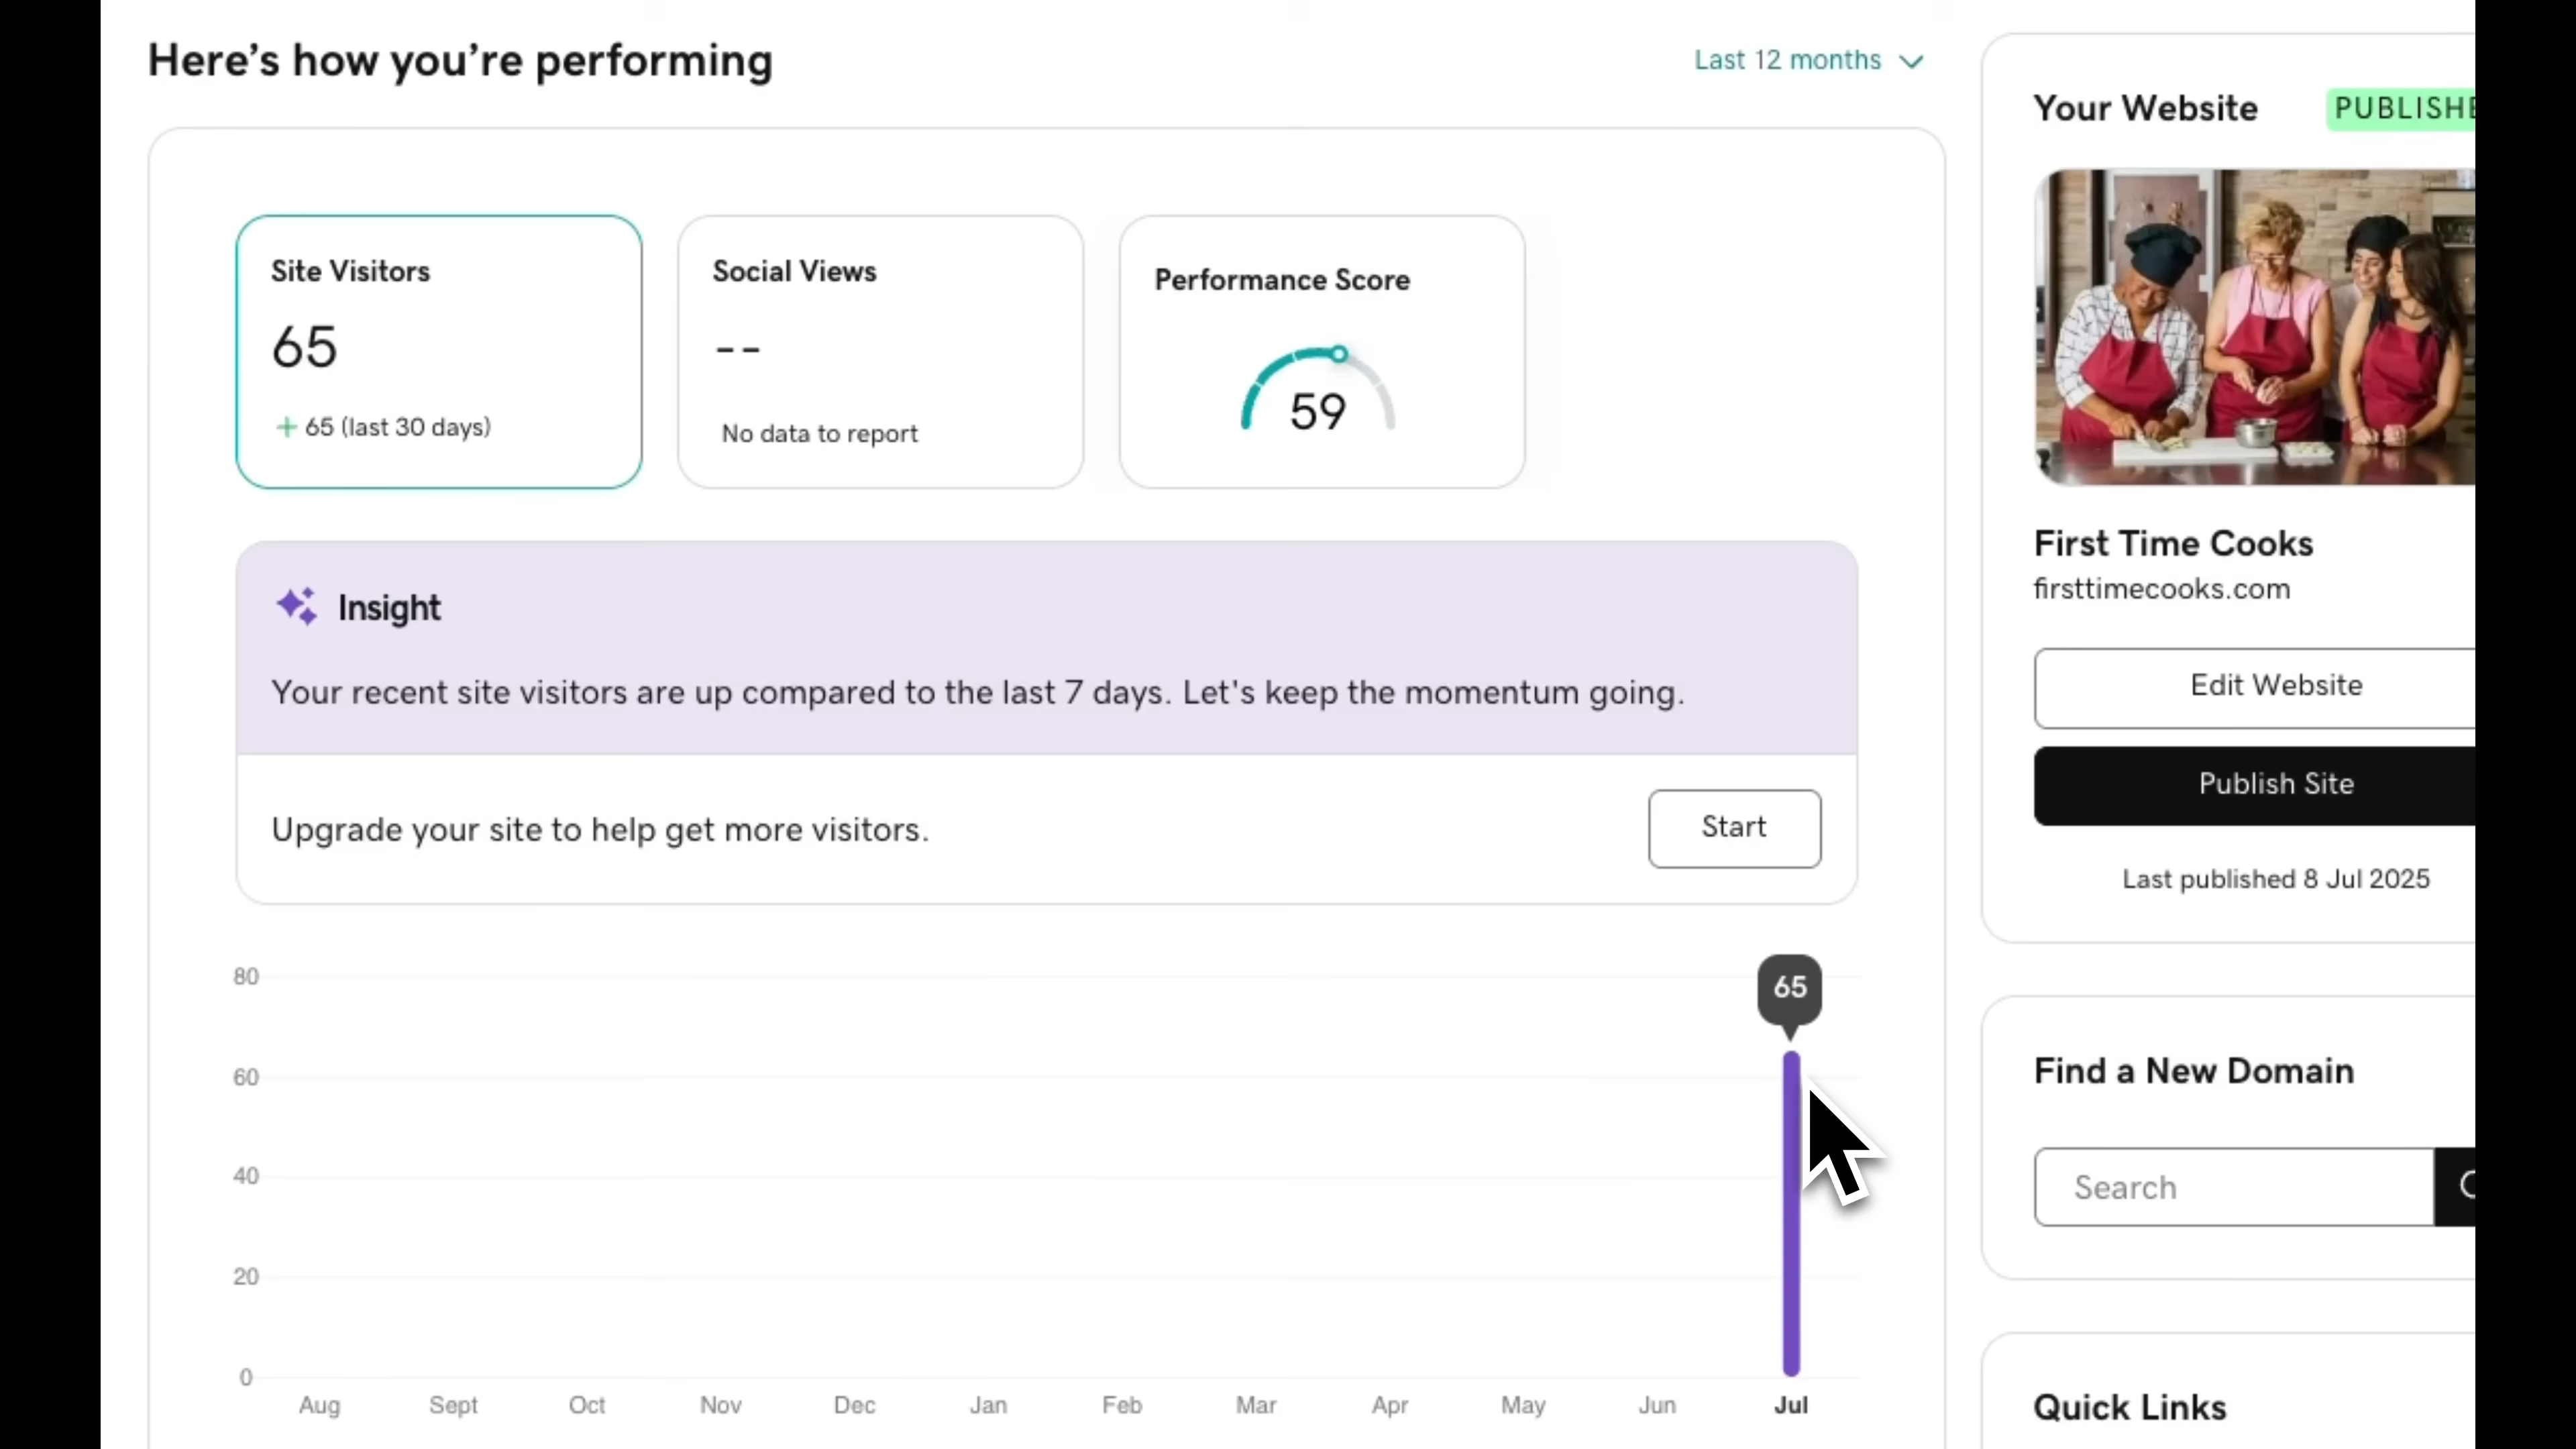 Here's how you're performing
Last 12 months
Site Visitors
65
+ 65 (last 30 days)
Social Views
--
No data to report
Performance Score
59
Insight
Your recent site visitors are up compared to the last 7 days. Let's keep the momentum going.
Upgrade your site to help get more visitors.
Start
80
65
60
40
20
0
Aug Sept Oct Nov Dec Jan Feb Mar Apr May Jun Jul
Your Website
PUBLISHE
First Time Cooks
firsttimecooks.com
Edit Website
Publish Site
Last published 8 Jul 2025
Find a New Domain
Search
Quick Links